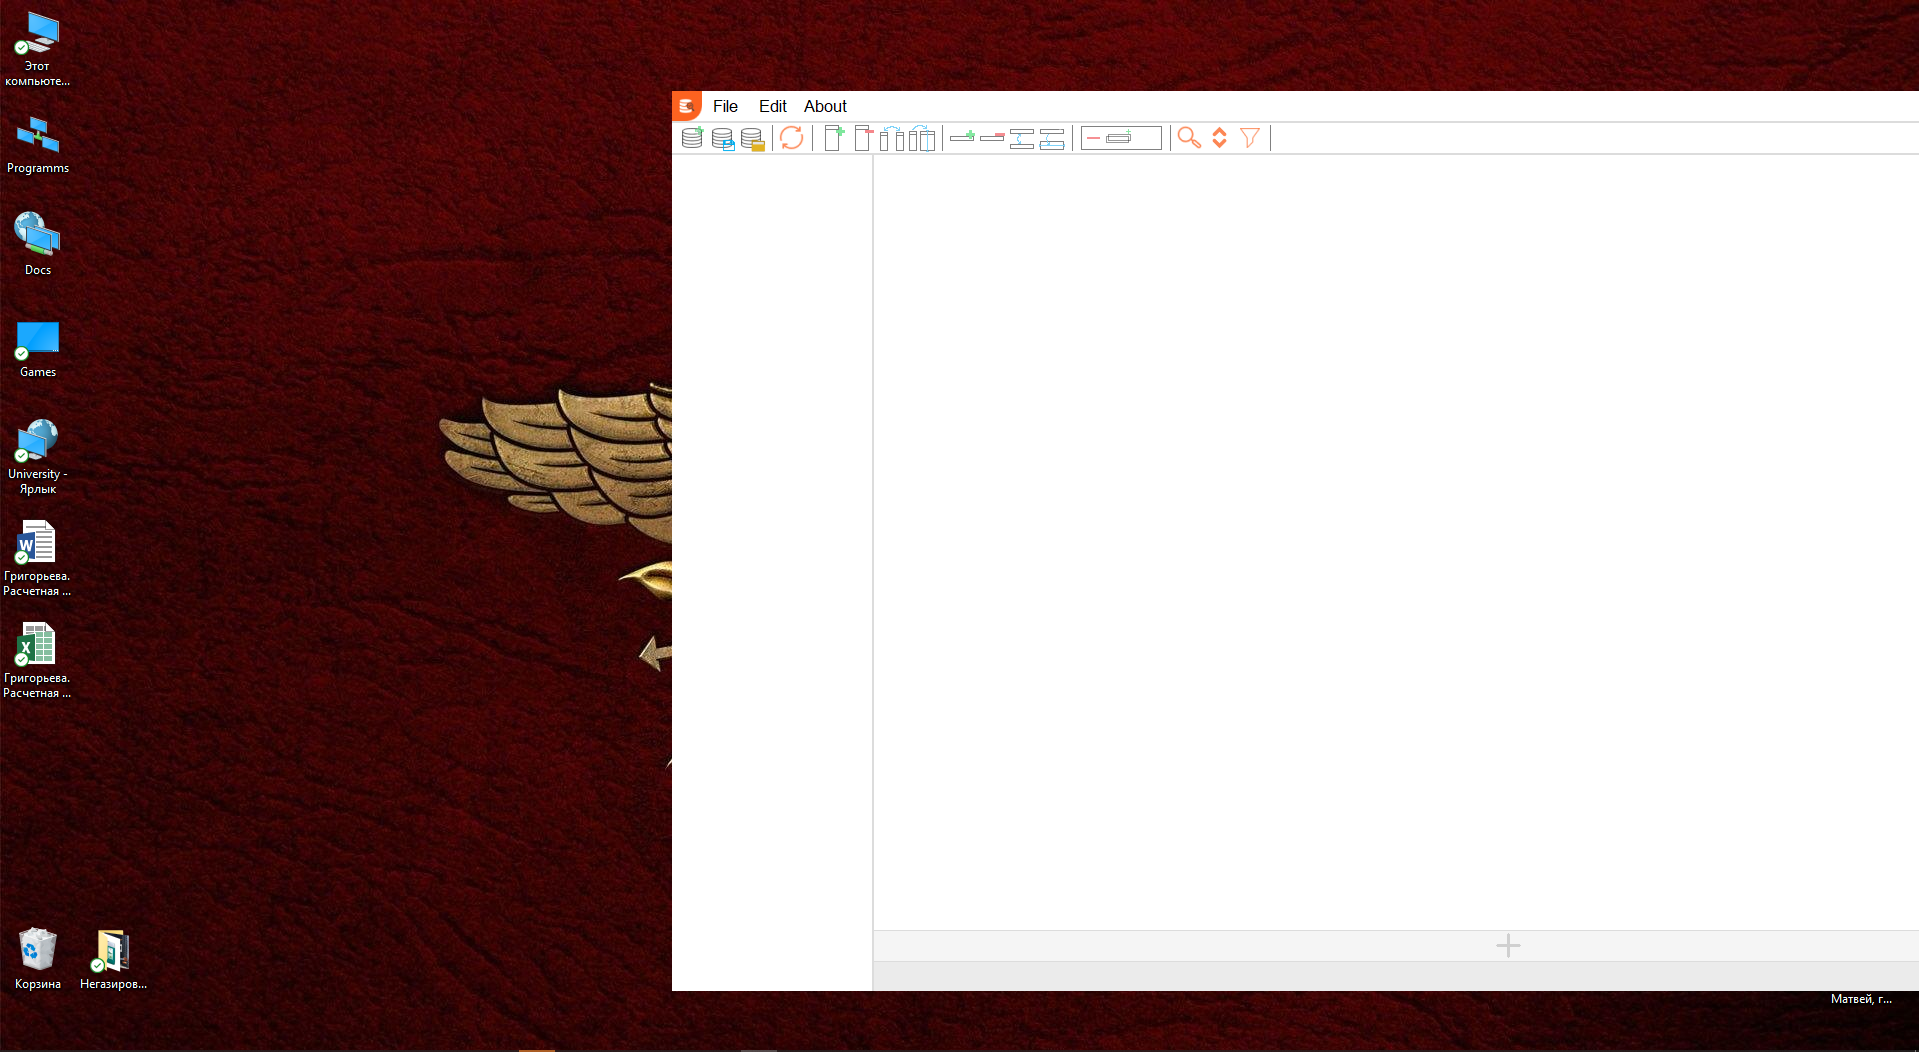 Этот
компьюте...
Programms
Docs
Games
University -
Ярлык
W
Григорьева.
Расчетная ...
X
Григорьева.
Расчетная ...
Корзина
Негазиров...
File Edit About
Матвей, г...